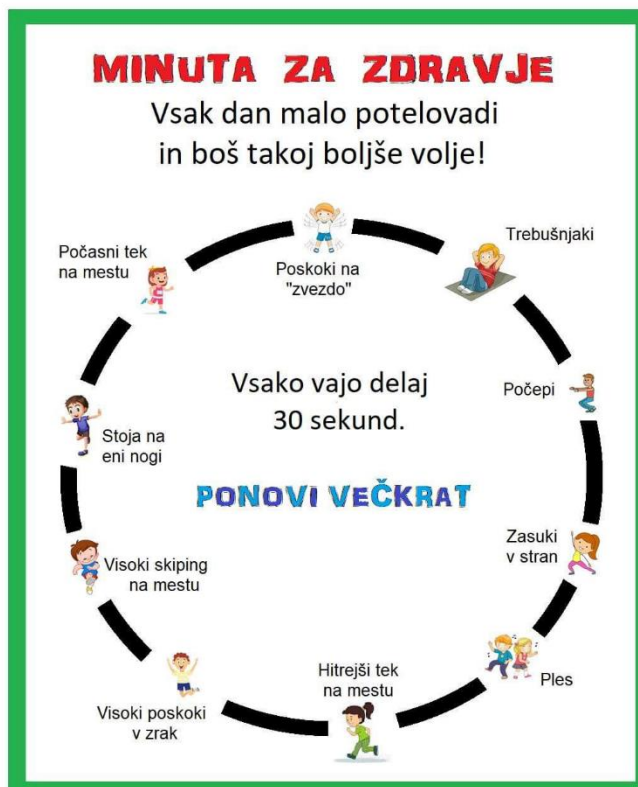 MINUTA ZA ZDRAVJE
Vsak dan malo potelovadi
in boš takoj boljše volje!
Poskoki na
"zvezdo"
Trebušnjaki
Počepi
Zasuki
v stran
Ples
Hitrejši tek
na mestu
Visoki poskoki
v zrak
Visoki skiping
na mestu
Stoja na
eni nogi
Počasni tek
na mestu
Vsako vajo delaj
30 sekund.
PONOVI VEČKRAT